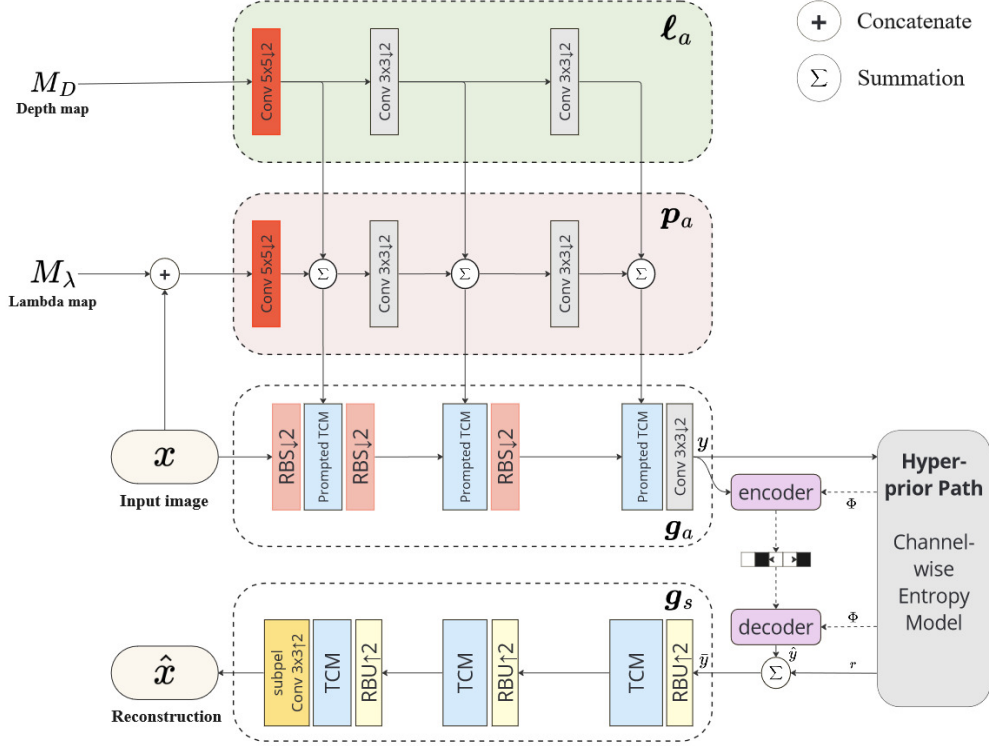 ℓₐ
+ Concatenate
Σ Summation
M_D
Depth map
Conv 5x5↓2
Conv 3x3↓2
Conv 3x3↓2
pₐ
M_λ
Lambda map
+
Conv 5x5↓2
Σ
Conv 3x3↓2
Σ
Conv 3x3↓2
Σ
x
Input image
RBS↓2
Prompted TCM
RBS↓2
Prompted TCM
RBS↓2
Prompted TCM
Conv 3x3↓2
gₐ
y
encoder
Φ
Hyper-
prior Path
Channel-
wise
Entropy
Model
decoder
Φ
ŷ
Σ
r
gₛ
x̂
Reconstruction
subpel
Conv 3x3↑2
TCM
RBU↑2
TCM
RBU↑2
TCM
RBU↑2
ȳ